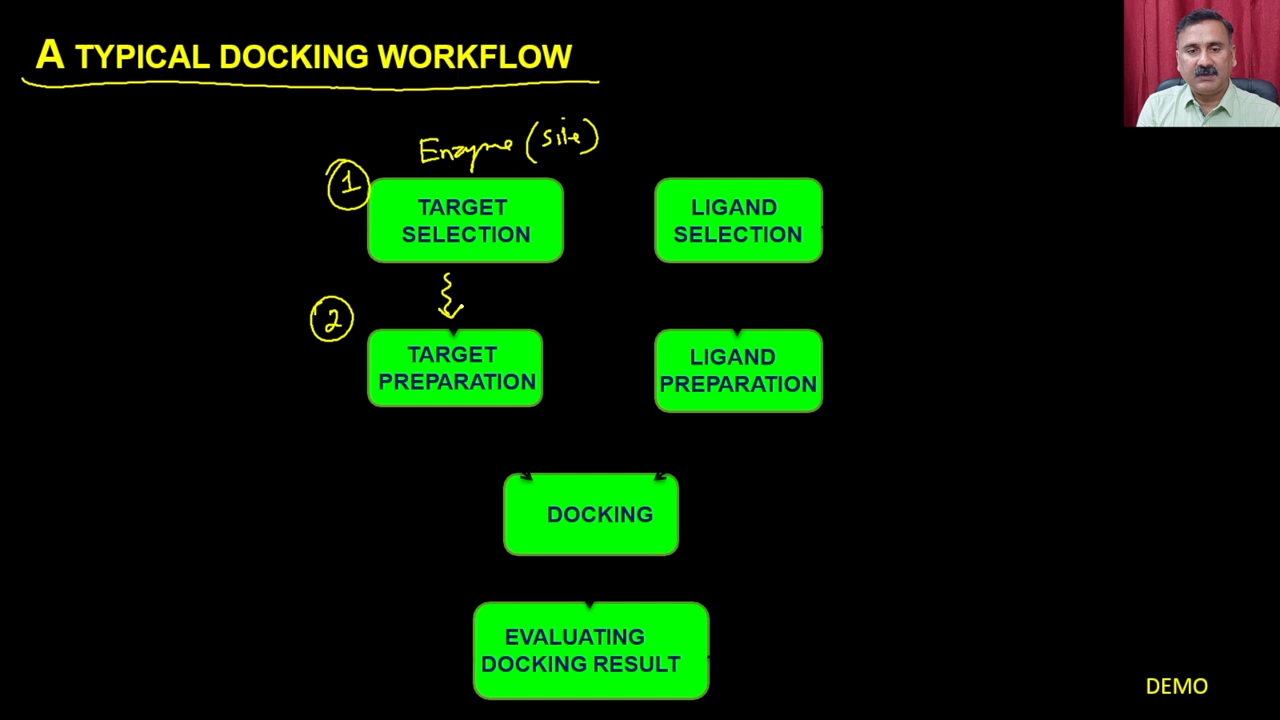 A TYPICAL DOCKING WORKFLOW
Enzyme (site)
1
TARGET
SELECTION
LIGAND
SELECTION
2
TARGET
PREPARATION
LIGAND
PREPARATION
DOCKING
EVALUATING
DOCKING RESULT
DEMO